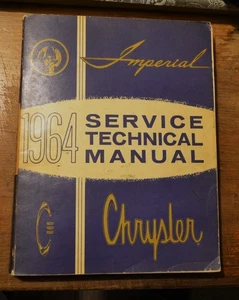 Imperial
1964
SERVICE
TECHNICAL
MANUAL
Chrysler